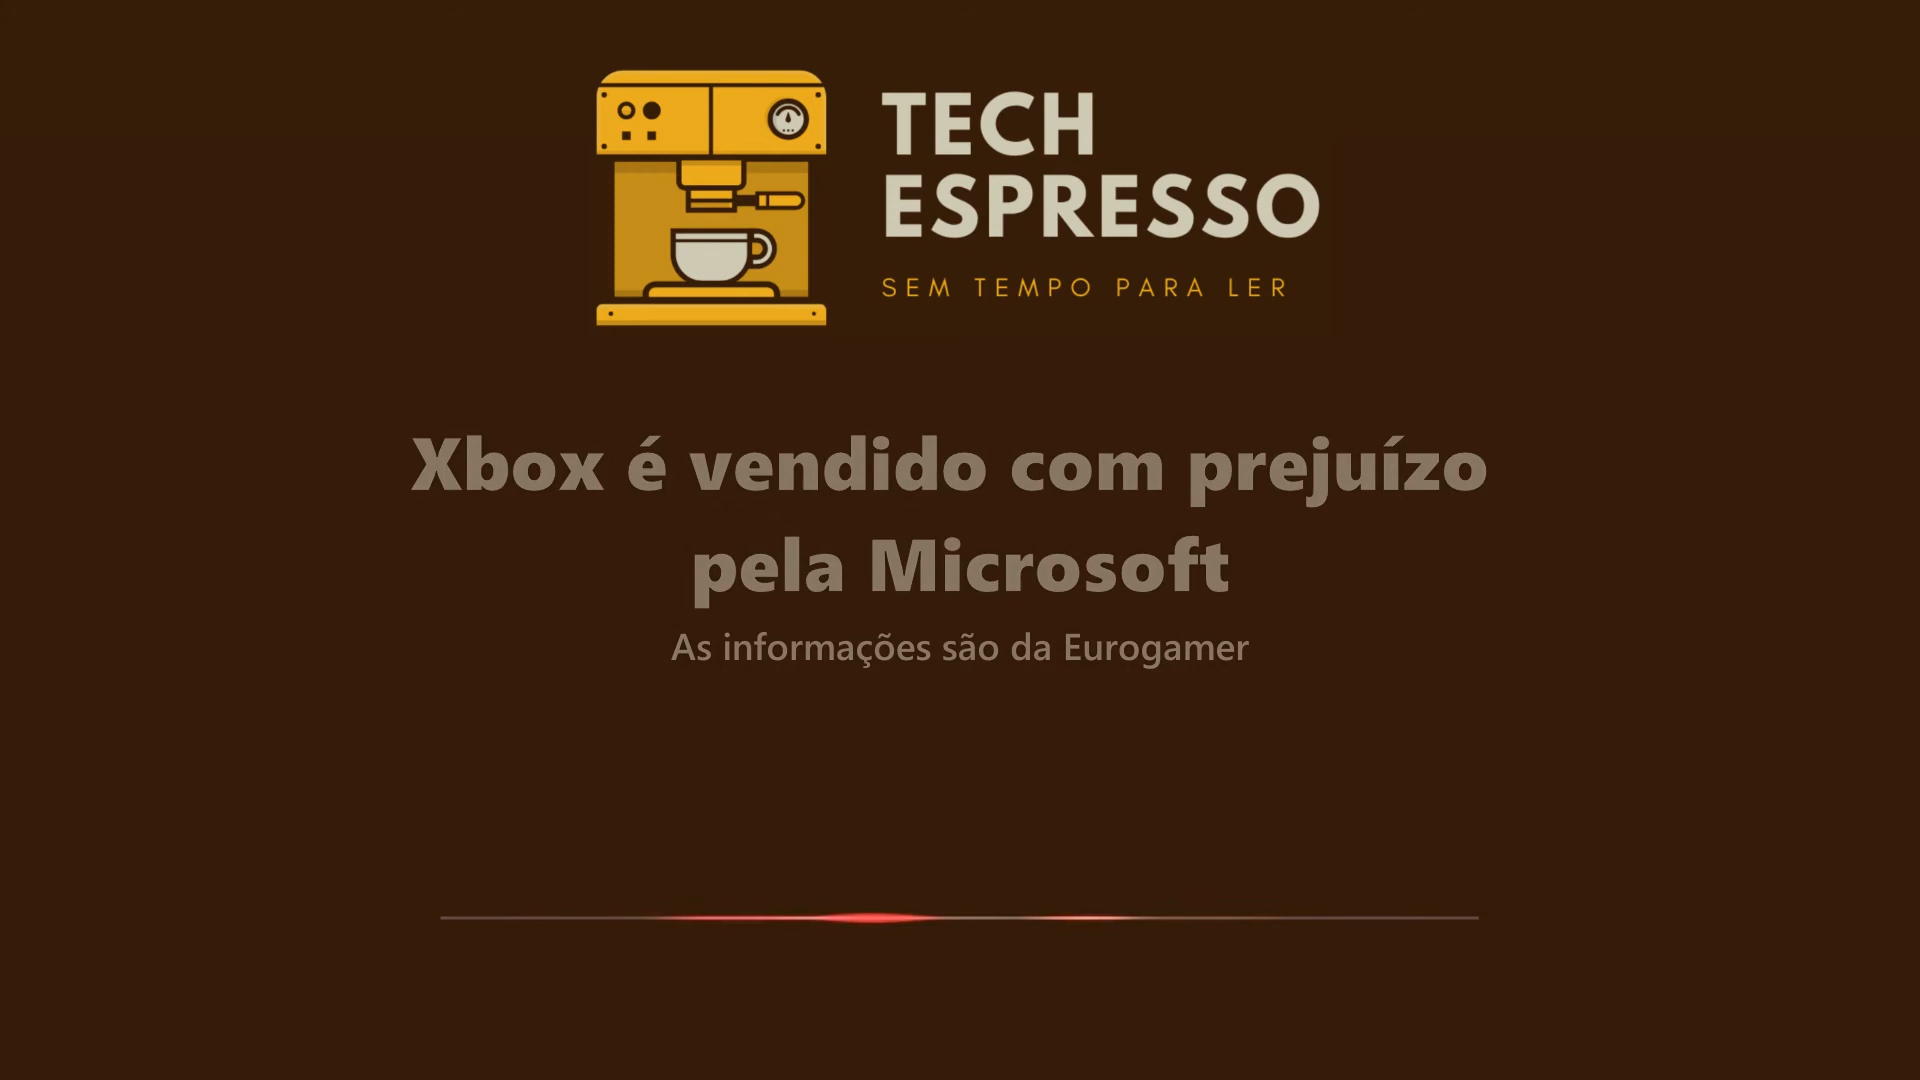 TECH
ESPRESSO
SEM TEMPO PARA LER
Xbox é vendido com prejuízo
pela Microsoft
As informações são da Eurogamer